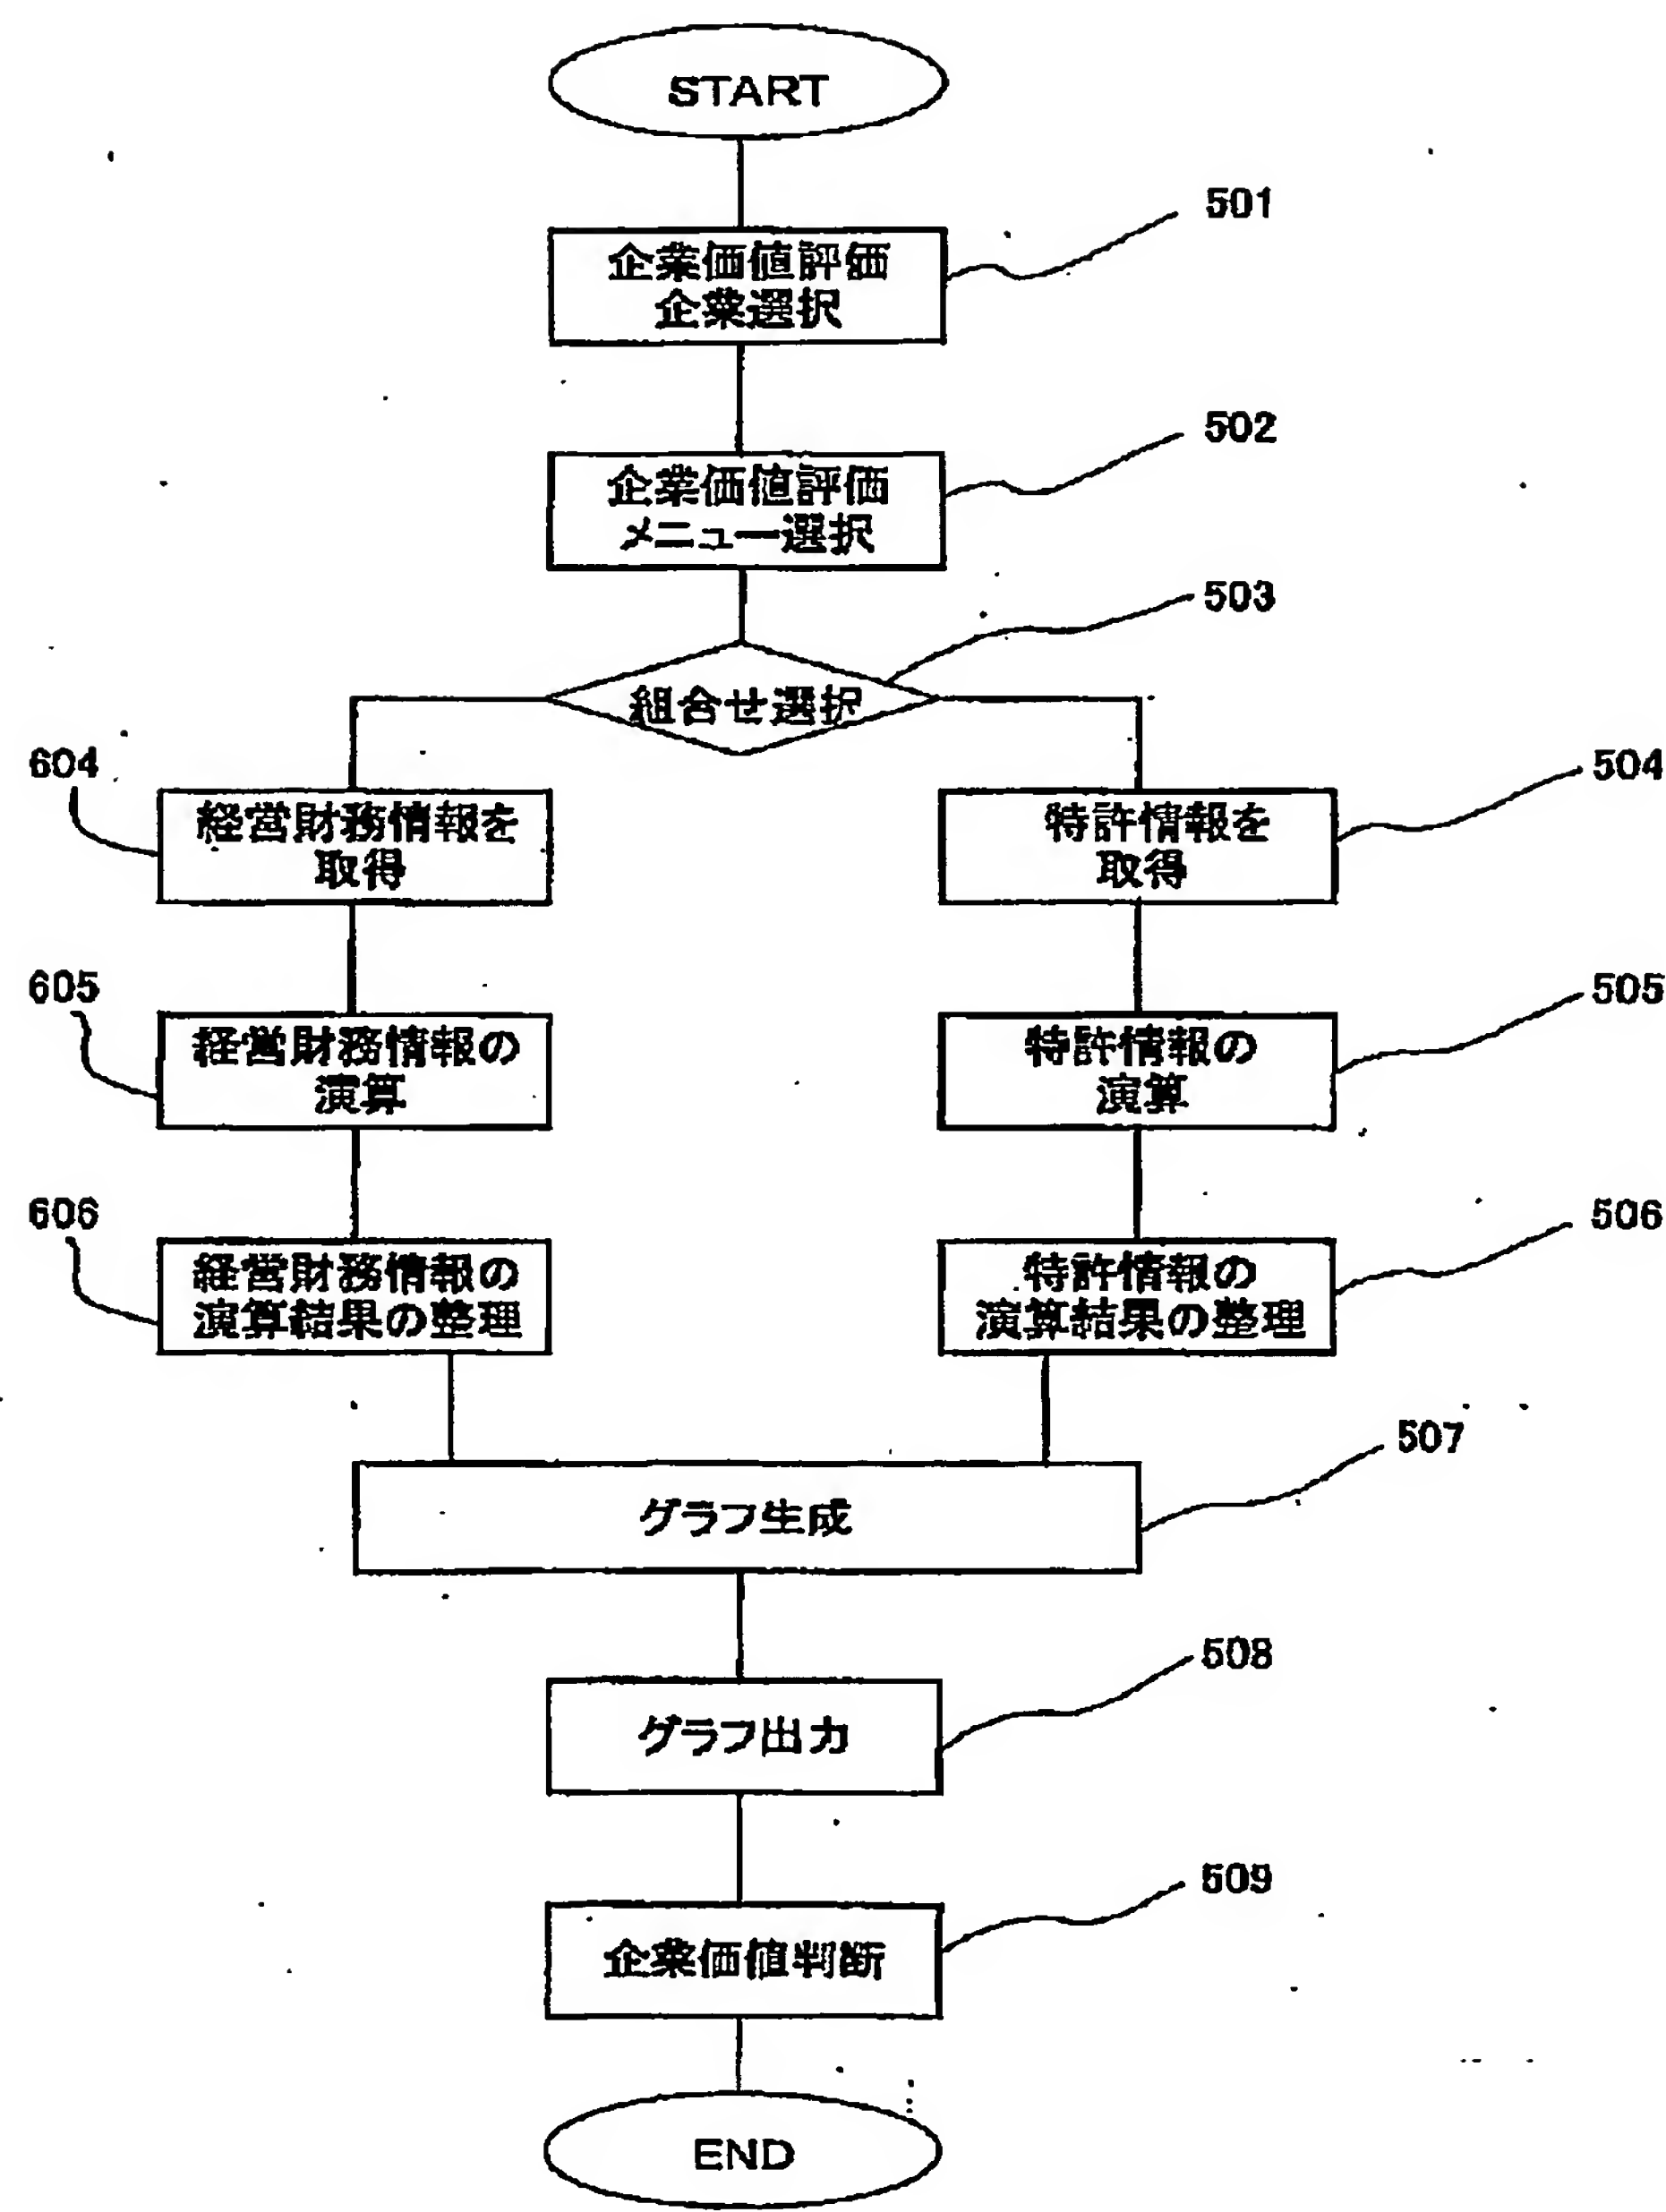 START
501
企業価値評価
企業選択
502
企業価値評価
メニュー選択
503
組合せ選択
604
経営財務情報を
取得
504
特許情報を
取得
605
経営財務情報の
演算
505
特許情報の
演算
606
経営財務情報の
演算結果の整理
506
特許情報の
演算結果の整理
507
グラフ生成
508
グラフ出力
509
企業価値判断
END